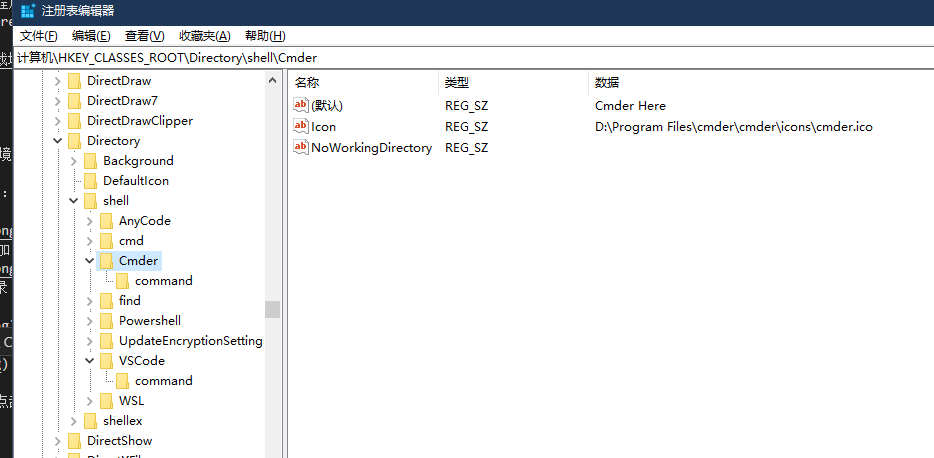 注册表编辑器
文件(F) 编辑(E) 查看(V) 收藏夹(A) 帮助(H)
计算机\HKEY_CLASSES_ROOT\Directory\shell\Cmder
DirectDraw
DirectDraw7
DirectDrawClipper
Directory
Background
DefaultIcon
shell
AnyCode
cmd
Cmder
command
find
Powershell
UpdateEncryptionSetting
VSCode
command
WSL
shellex
DirectShow
名称 类型 数据
ab (默认) REG_SZ Cmder Here
ab Icon REG_SZ D:\Program Files\cmder\cmder\icons\cmder.ico
ab NoWorkingDirectory REG_SZ